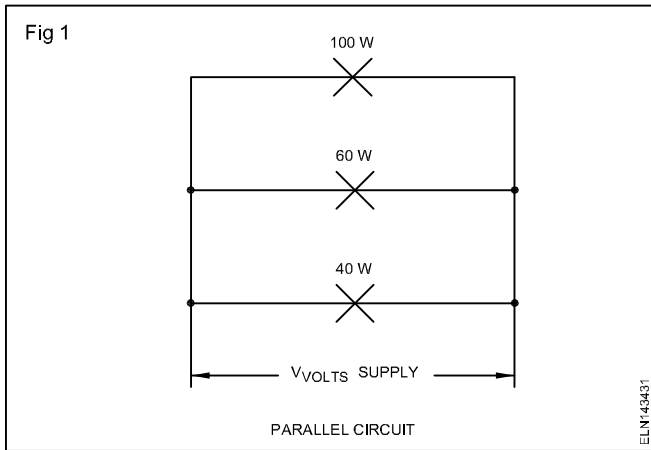 Fig 1
100 W
60 W
40 W
VVOLTS SUPPLY
PARALLEL CIRCUIT
ELN143431